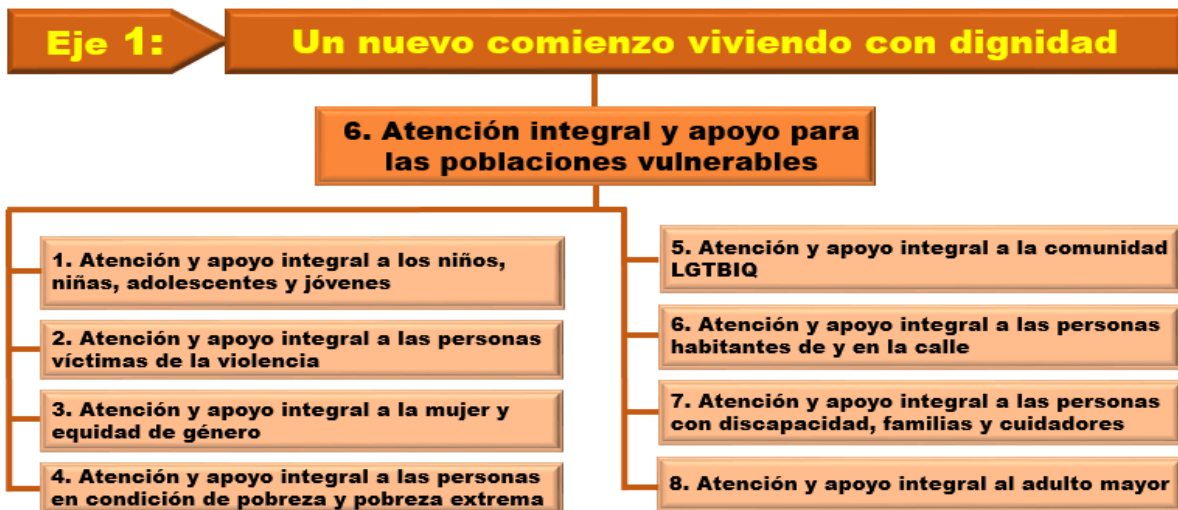 Eje 1:
Un nuevo comienzo viviendo con dignidad
6. Atención integral y apoyo para
las poblaciones vulnerables
1. Atención y apoyo integral a los niños,
niñas, adolescentes y jóvenes
2. Atención y apoyo integral a las personas
víctimas de la violencia
3. Atención y apoyo integral a la mujer y
equidad de género
4. Atención y apoyo integral a las personas
en condición de pobreza y pobreza extrema
5. Atención y apoyo integral a la comunidad
LGTBIQ
6. Atención y apoyo integral a las personas
habitantes de y en la calle
7. Atención y apoyo integral a las personas
con discapacidad, familias y cuidadores
8. Atención y apoyo integral al adulto mayor